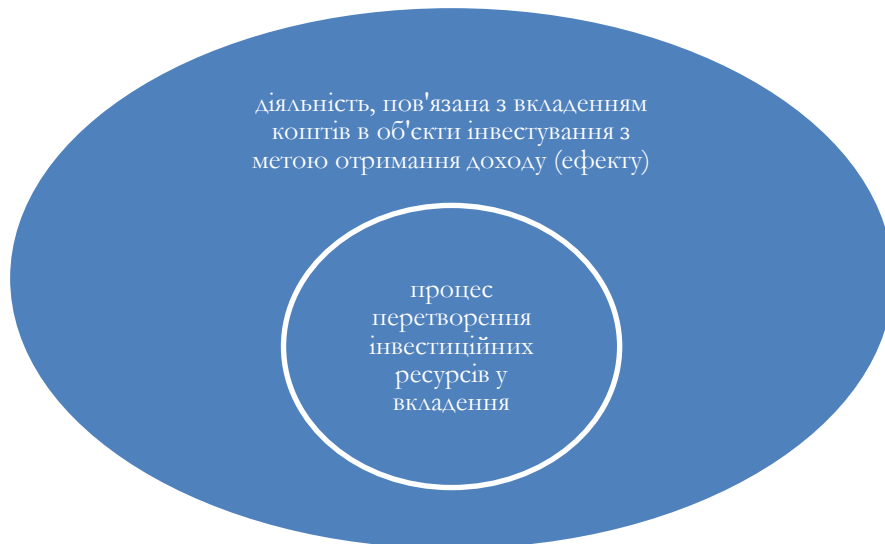 діяльність, пов'язана з вкладенням
коштів в об'єкти інвестування з
метою отримання доходу (ефекту)
процес
перетворення
інвестиційних
ресурсів у
вкладення